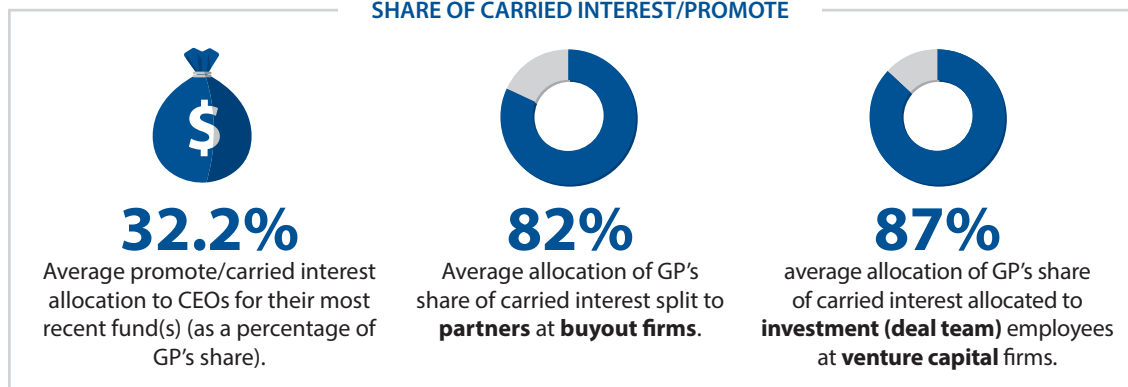 SHARE OF CARRIED INTEREST/PROMOTE
$
32.2%
Average promote/carried interest
allocation to CEOs for their most
recent fund(s) (as a percentage of
GP’s share).
82%
Average allocation of GP’s
share of carried interest split to
partners at buyout firms.
87%
average allocation of GP’s share
of carried interest allocated to
investment (deal team) employees
at venture capital firms.